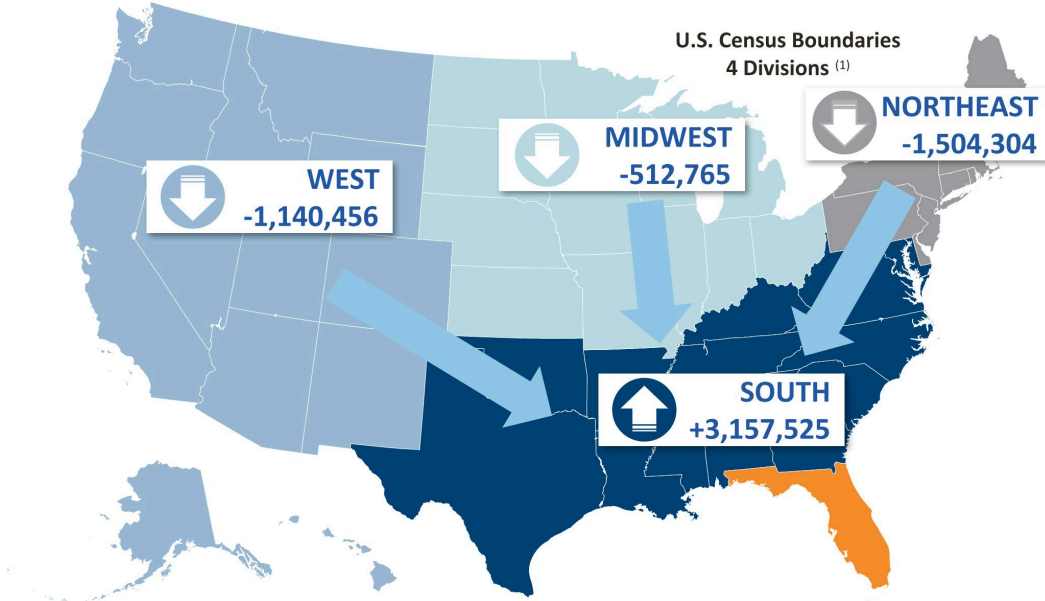 U.S. Census Boundaries
4 Divisions (1)
NORTHEAST
-1,504,304
MIDWEST
-512,765
WEST
-1,140,456
SOUTH
+3,157,525